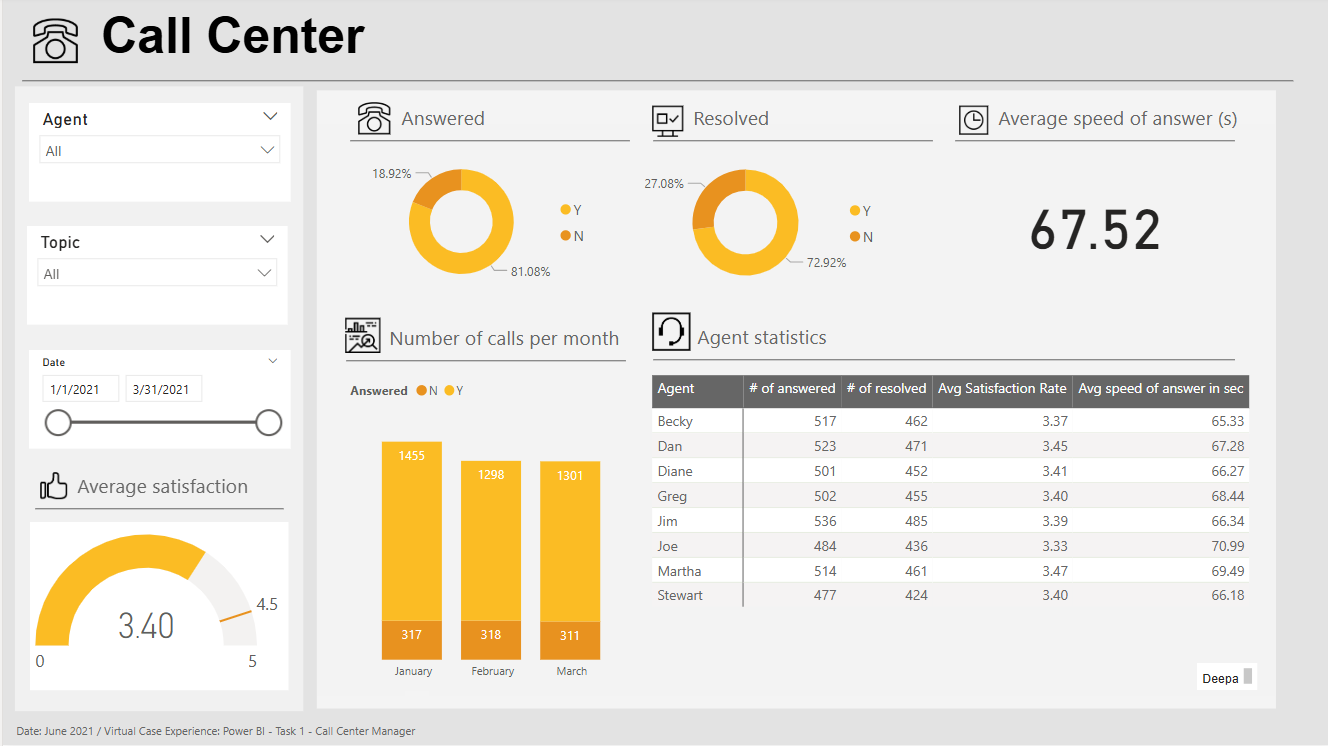 Call Center
Agent
All
Topic
All
Date
1/1/2021 3/31/2021
Average satisfaction
3.40
4.5
0 5
Answered
18.92%
81.08%
Y
N
Resolved
27.08%
72.92%
Y
N
Average speed of answer (s)
67.52
Number of calls per month
Answered N Y
1455 1298 1301
317 318 311
January February March
Agent statistics
Agent # of answered # of resolved Avg Satisfaction Rate Avg speed of answer in sec
Becky 517 462 3.37 65.33
Dan 523 471 3.45 67.28
Diane 501 452 3.41 66.27
Greg 502 455 3.40 68.44
Jim 536 485 3.39 66.34
Joe 484 436 3.33 70.99
Martha 514 461 3.47 69.49
Stewart 477 424 3.40 66.18
Deepa
Date: June 2021 / Virtual Case Experience: Power BI - Task 1 - Call Center Manager